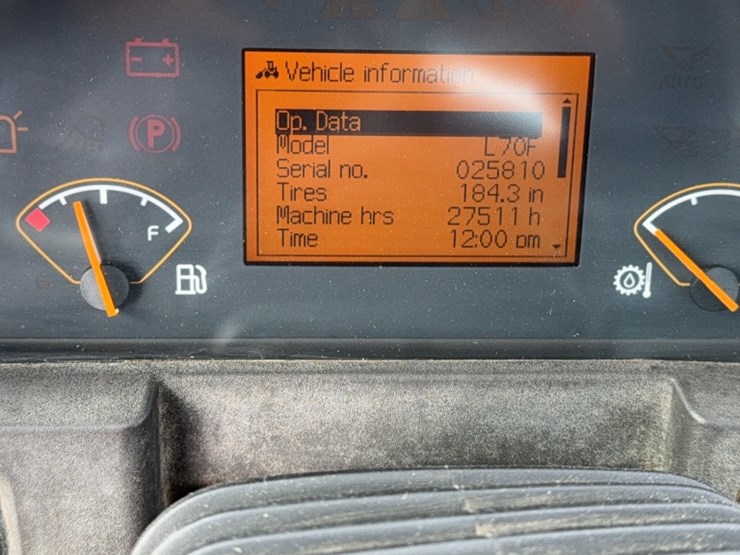 Vehicle information
Op. Data
Model L70F
Serial no. 025810
Tires 184.3 in
Machine hrs 27511 h
Time 12:00 pm
P
F
AUTO